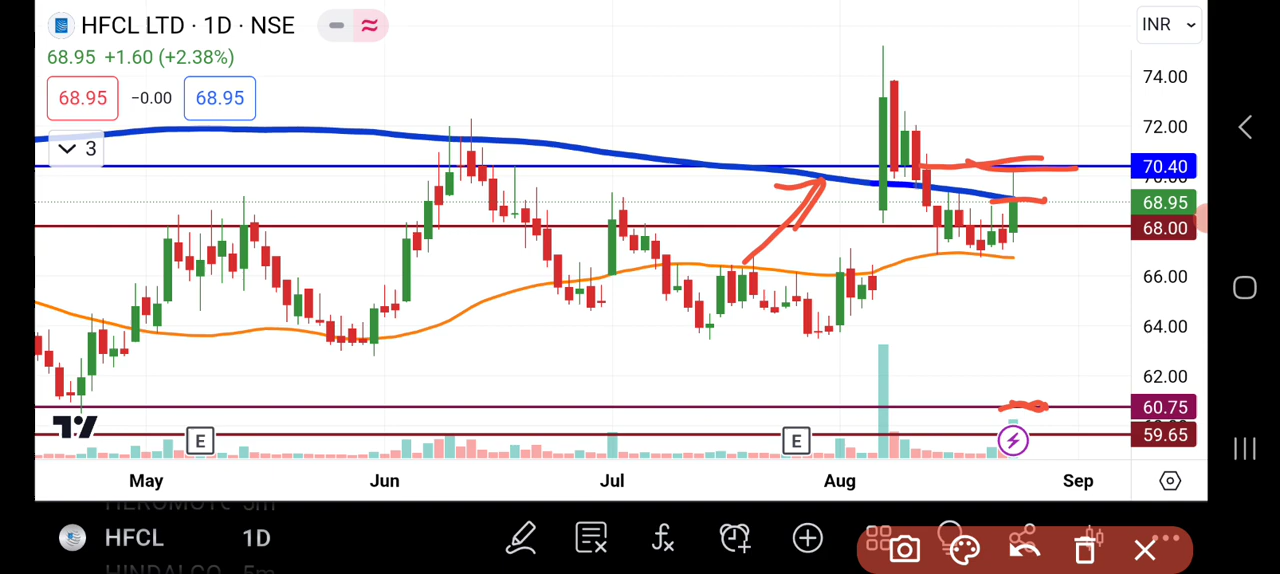 HFCL LTD · 1D · NSE
INR
68.95 +1.60 (+2.38%)
68.95 −0.00 68.95
3
74.00
72.00
70.40
70.00
68.95
68.00
66.00
64.00
62.00
60.75
59.65
E E
May Jun Jul Aug Sep
HFCL 1D